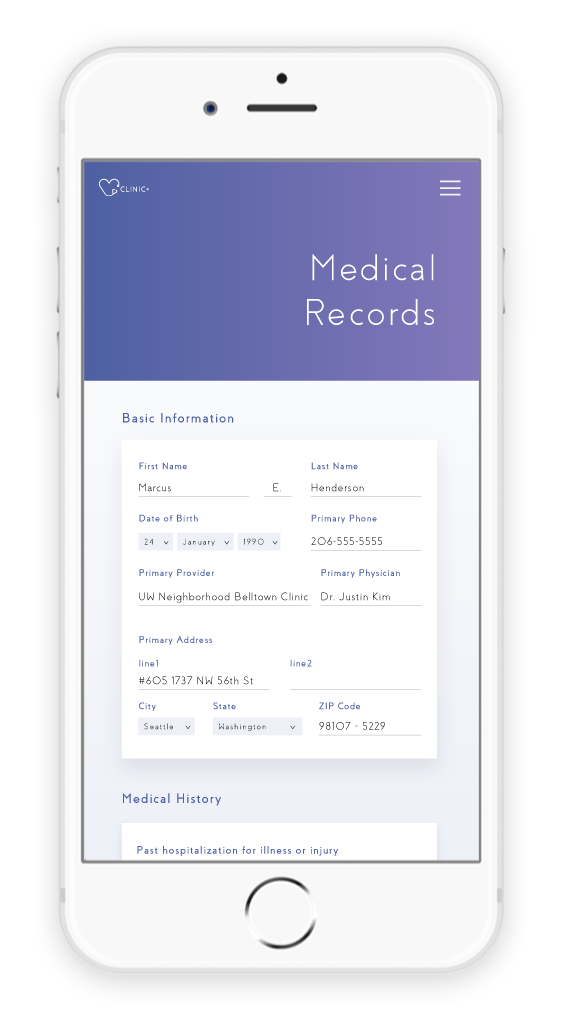 CLINIC+
Medical
Records
Basic Information
First Name Last Name
Marcus E. Henderson
Date of Birth Primary Phone
24 January 1990 206-555-5555
Primary Provider Primary Physician
UW Neighborhood Belltown Clinic Dr. Justin Kim
Primary Address
line1 line2
#605 1737 NW 56th St
City State ZIP Code
Seattle Washington 98107 - 5229
Medical History
Past hospitalization for illness or injury